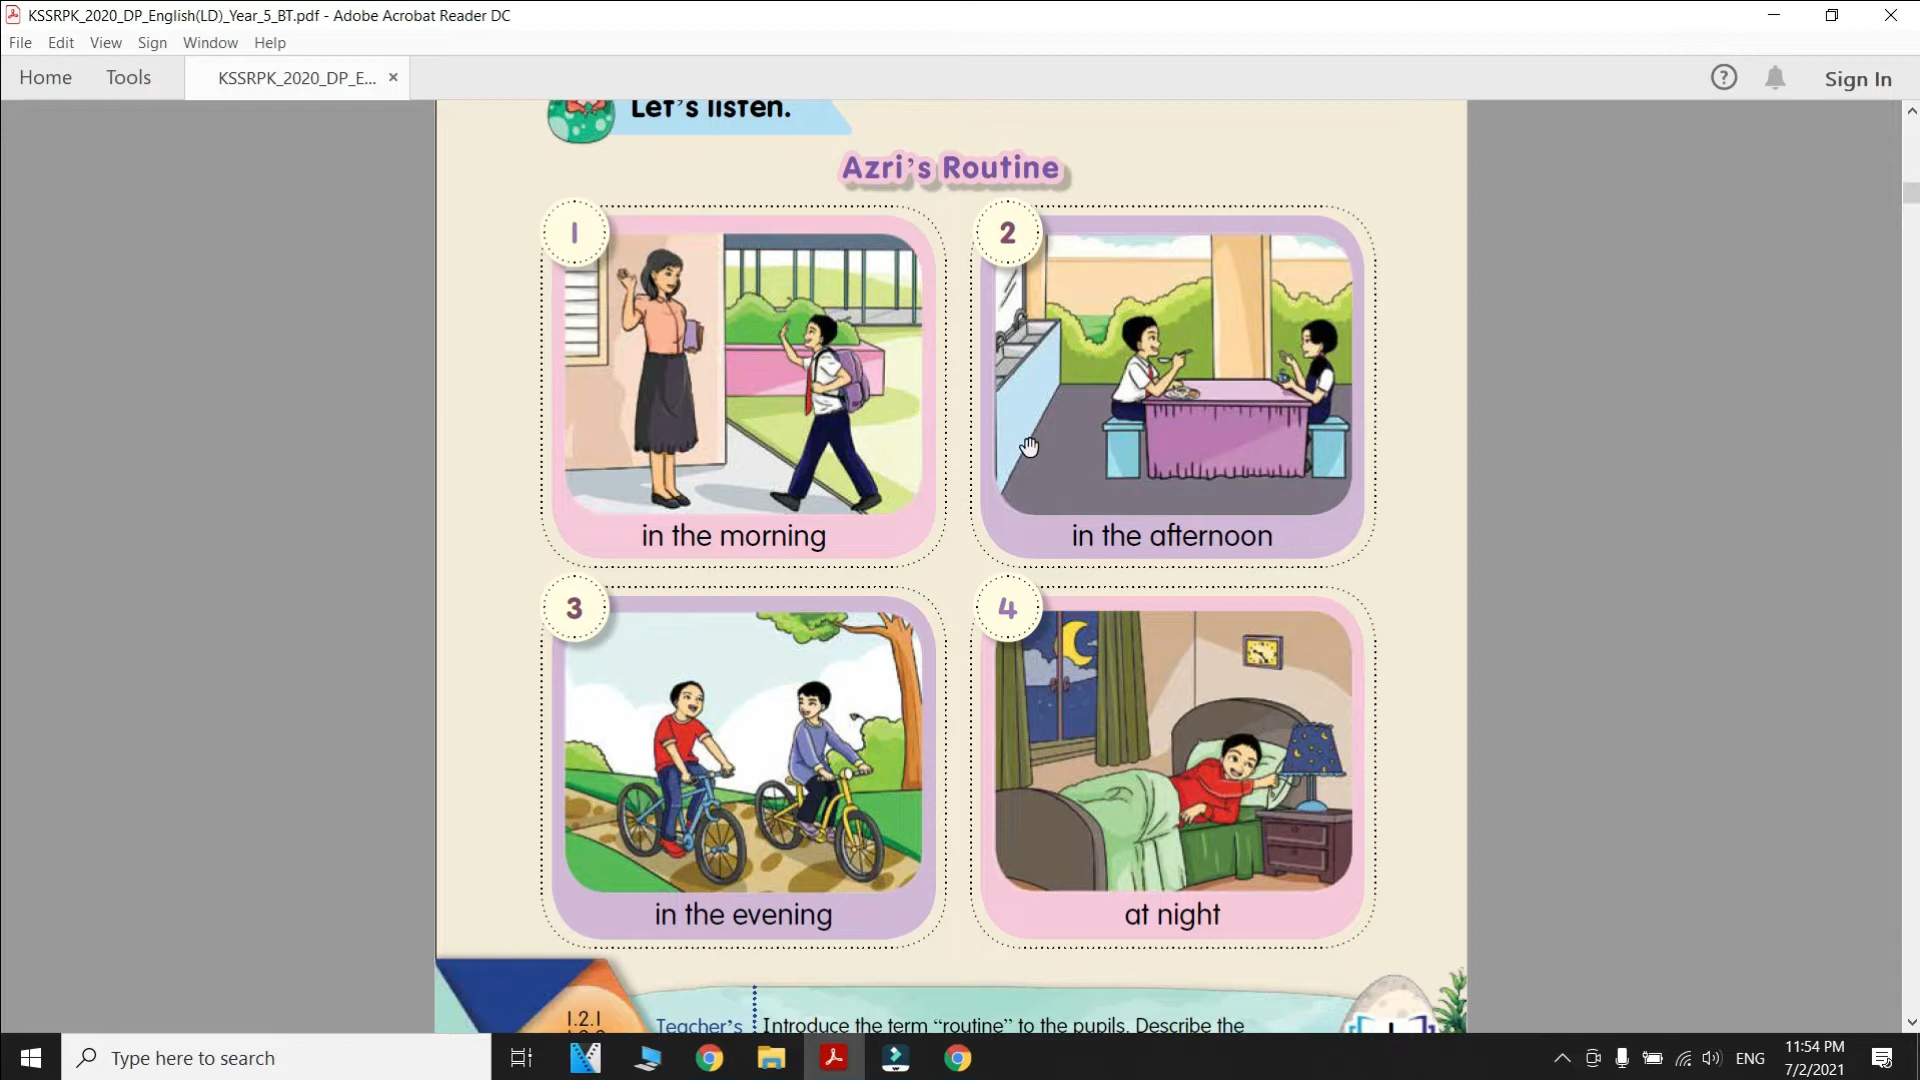 KSSRPK_2020_DP_English(LD)_Year_5_BT.pdf - Adobe Acrobat Reader DC
File Edit View Sign Window Help
Home Tools KSSRPK_2020_DP_E... × Sign In
Let's listen.
Azri's Routine
1
in the morning
2
in the afternoon
3
in the evening
4
at night
1.2.1
Teacher's Introduce the term “routine” to the pupils. Describe the
Type here to search
ENG
11:54 PM
7/2/2021